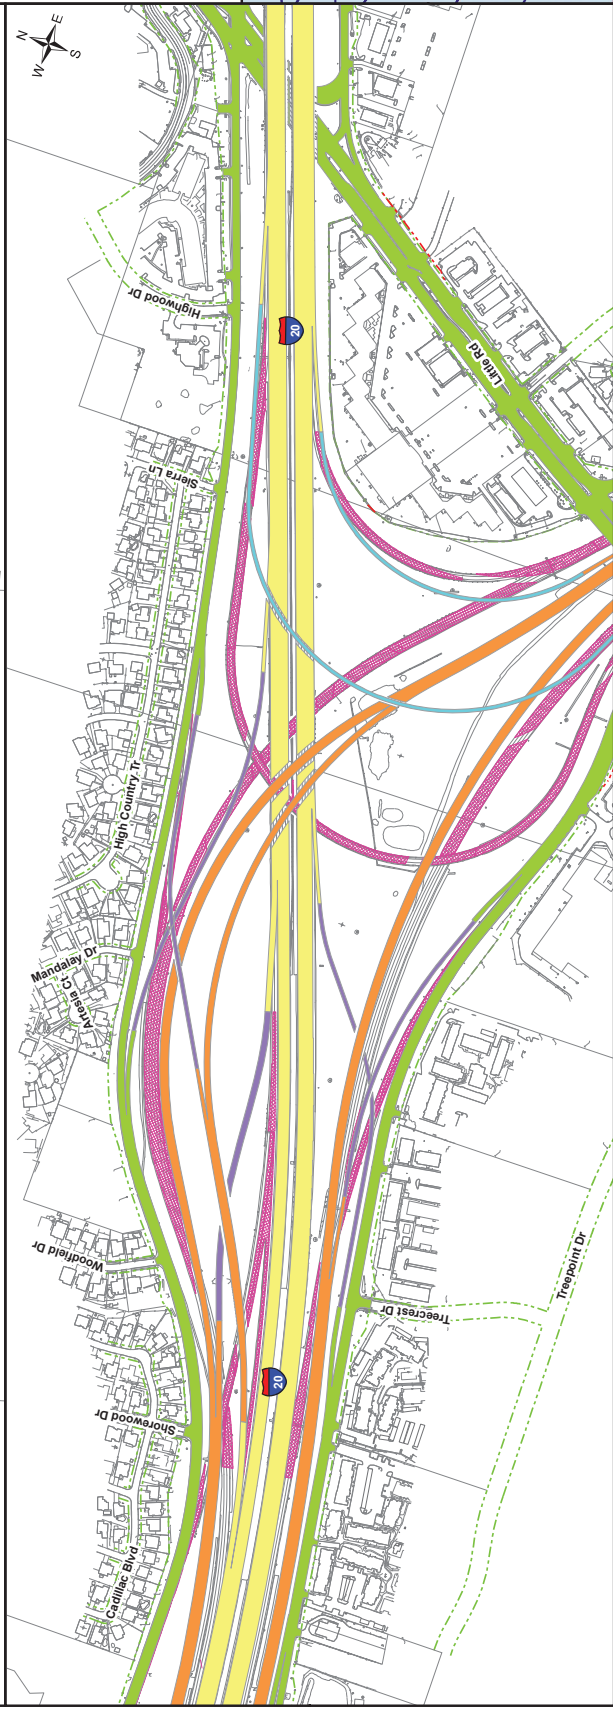 N
E
W
S
Highwood Dr
20
Little Rd
Sierra Ln
High Country Tr
Mandalay Dr
Artesia Ct
Woodfield Dr
Treepoint Dr
Treecrest Dr
20
Shorewood Dr
Cadillac Blvd